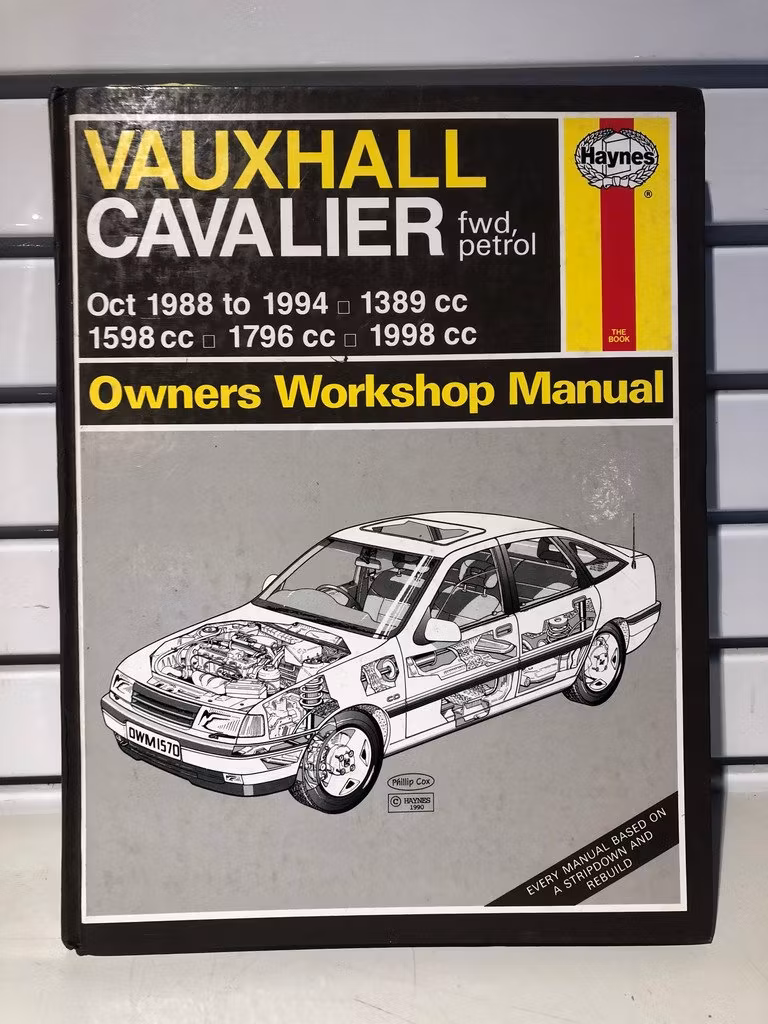 VAUXHALL
CAVALIER fwd, petrol
Oct 1988 to 1994 □ 1389 cc
1598 cc □ 1796 cc □ 1998 cc
Haynes
®
THE
BOOK
Owners Workshop Manual
OWM1570
Phillip Cox
© HAYNES
1990
EVERY MANUAL BASED ON
A STRIPDOWN AND
REBUILD